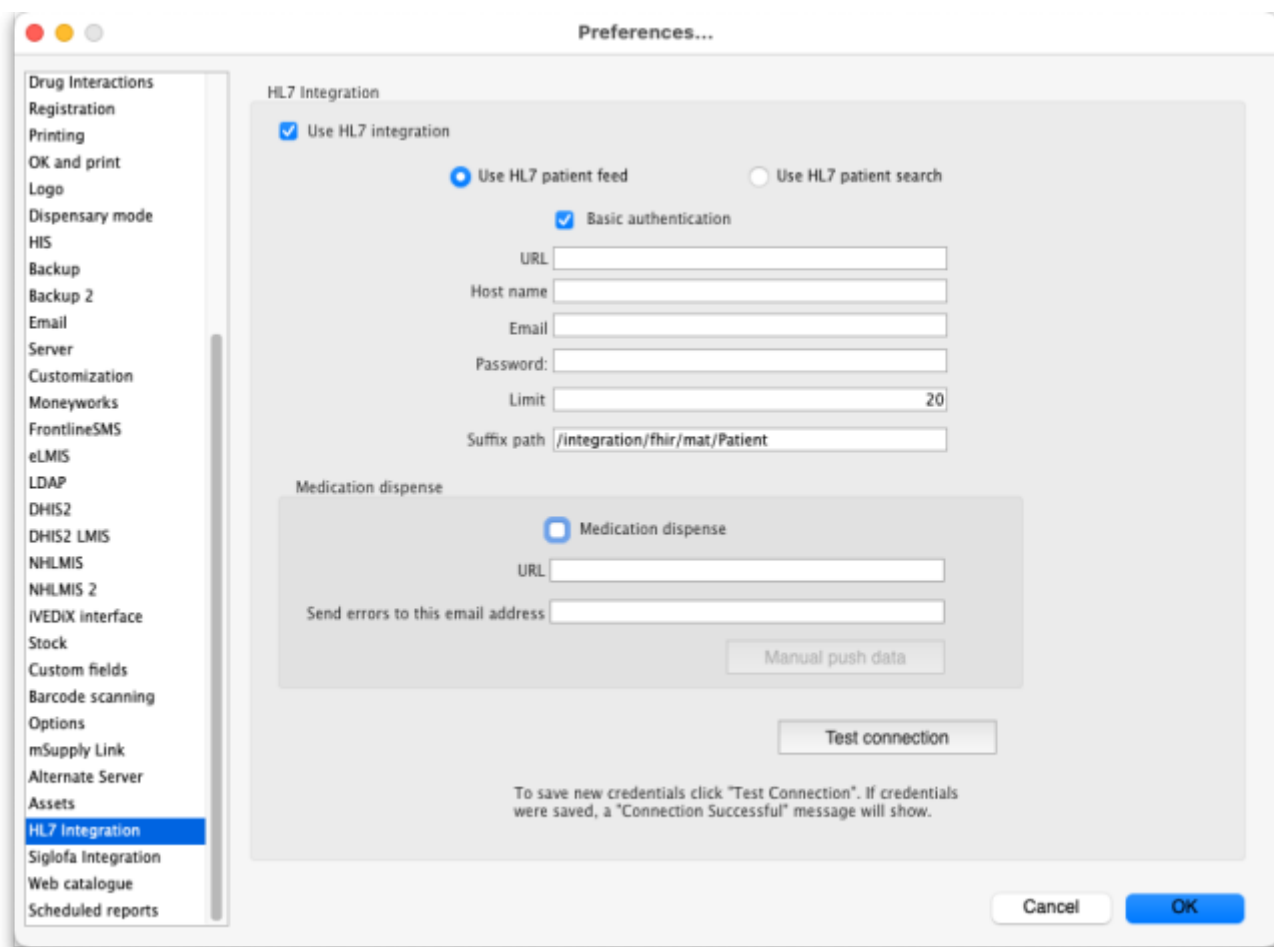 Preferences...
Drug Interactions
Registration
Printing
OK and print
Logo
Dispensary mode
HIS
Backup
Backup 2
Email
Server
Customization
Moneyworks
FrontlineSMS
eLMIS
LDAP
DHIS2
DHIS2 LMIS
NHLMIS
NHLMIS 2
iVEDiX interface
Stock
Custom fields
Barcode scanning
Options
mSupply Link
Alternate Server
Assets
HL7 Integration
Siglofa Integration
Web catalogue
Scheduled reports
HL7 Integration
Use HL7 integration
Use HL7 patient feed Use HL7 patient search
Basic authentication
URL
Host name
Email
Password:
Limit 20
Suffix path /integration/fhir/mat/Patient
Medication dispense
Medication dispense
URL
Send errors to this email address
Manual push data
Test connection
To save new credentials click "Test Connection". If credentials
were saved, a "Connection Successful" message will show.
Cancel OK